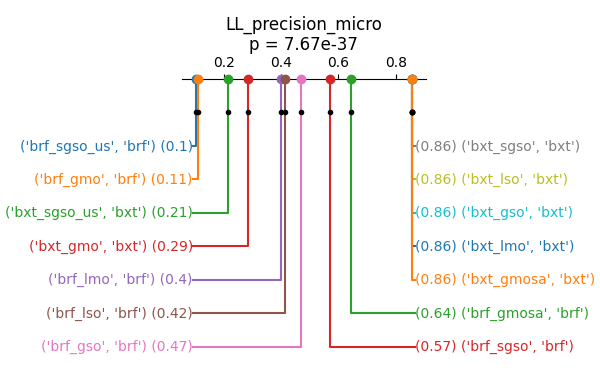 LL_precision_micro
p = 7.67e-37
0.2 0.4 0.6 0.8
('brf_sgso_us', 'brf') (0.1) (0.86) ('bxt_sgso', 'bxt')
('brf_gmo', 'brf') (0.11) (0.86) ('bxt_lso', 'bxt')
('bxt_sgso_us', 'bxt') (0.21) (0.86) ('bxt_gso', 'bxt')
('bxt_gmo', 'bxt') (0.29) (0.86) ('bxt_lmo', 'bxt')
('brf_lmo', 'brf') (0.4) (0.86) ('bxt_gmosa', 'bxt')
('brf_lso', 'brf') (0.42) (0.64) ('brf_gmosa', 'brf')
('brf_gso', 'brf') (0.47) (0.57) ('brf_sgso', 'brf')